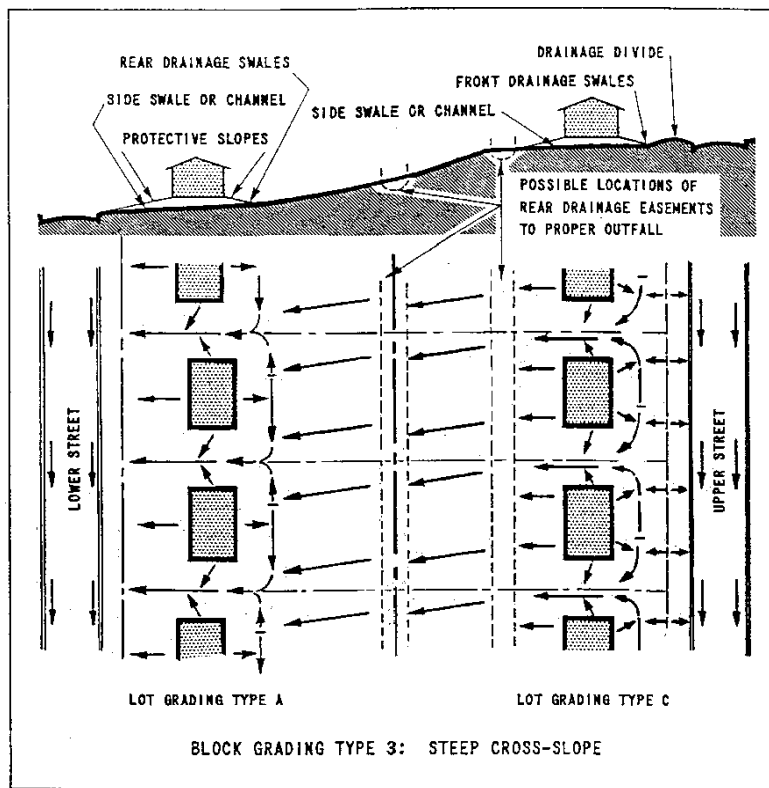 DRAINAGE DIVIDE
REAR DRAINAGE SWALES
FRONT DRAINAGE SWALES
SIDE SWALE OR CHANNEL
SIDE SWALE OR CHANNEL
PROTECTIVE SLOPES
POSSIBLE LOCATIONS OF
REAR DRAINAGE EASEMENTS
TO PROPER OUTFALL
LOWER STREET
UPPER STREET
LOT GRADING TYPE A
LOT GRADING TYPE C
BLOCK GRADING TYPE 3: STEEP CROSS-SLOPE